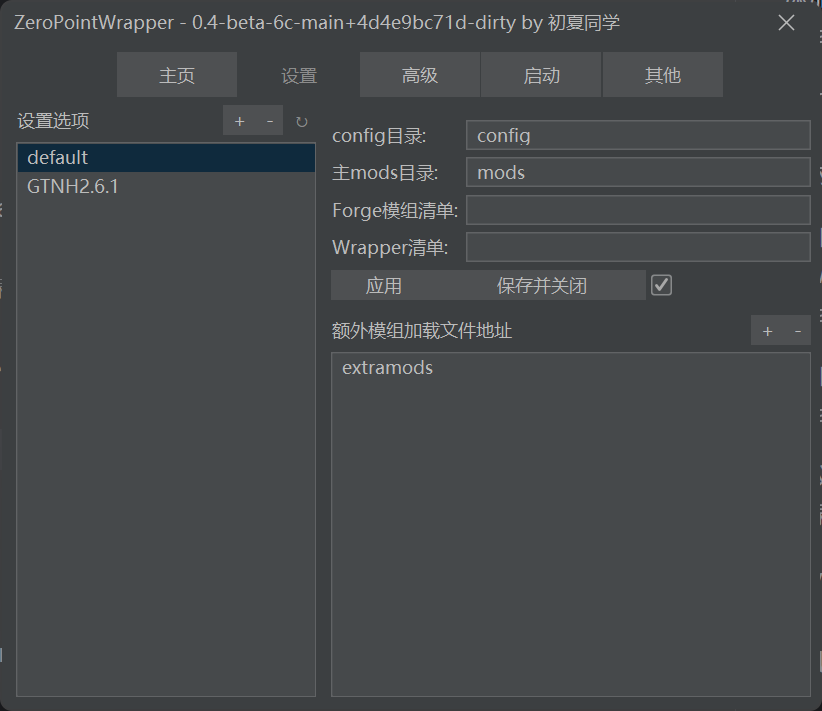 ZeroPointWrapper - 0.4-beta-6c-main+4d4e9bc71d-dirty by 初夏同学
主页 设置 高级 启动 其他
设置选项 + - ↻
default
GTNH2.6.1
config目录: config
主mods目录: mods
Forge模组清单:
Wrapper清单:
应用 保存并关闭
额外模组加载文件地址 + -
extramods